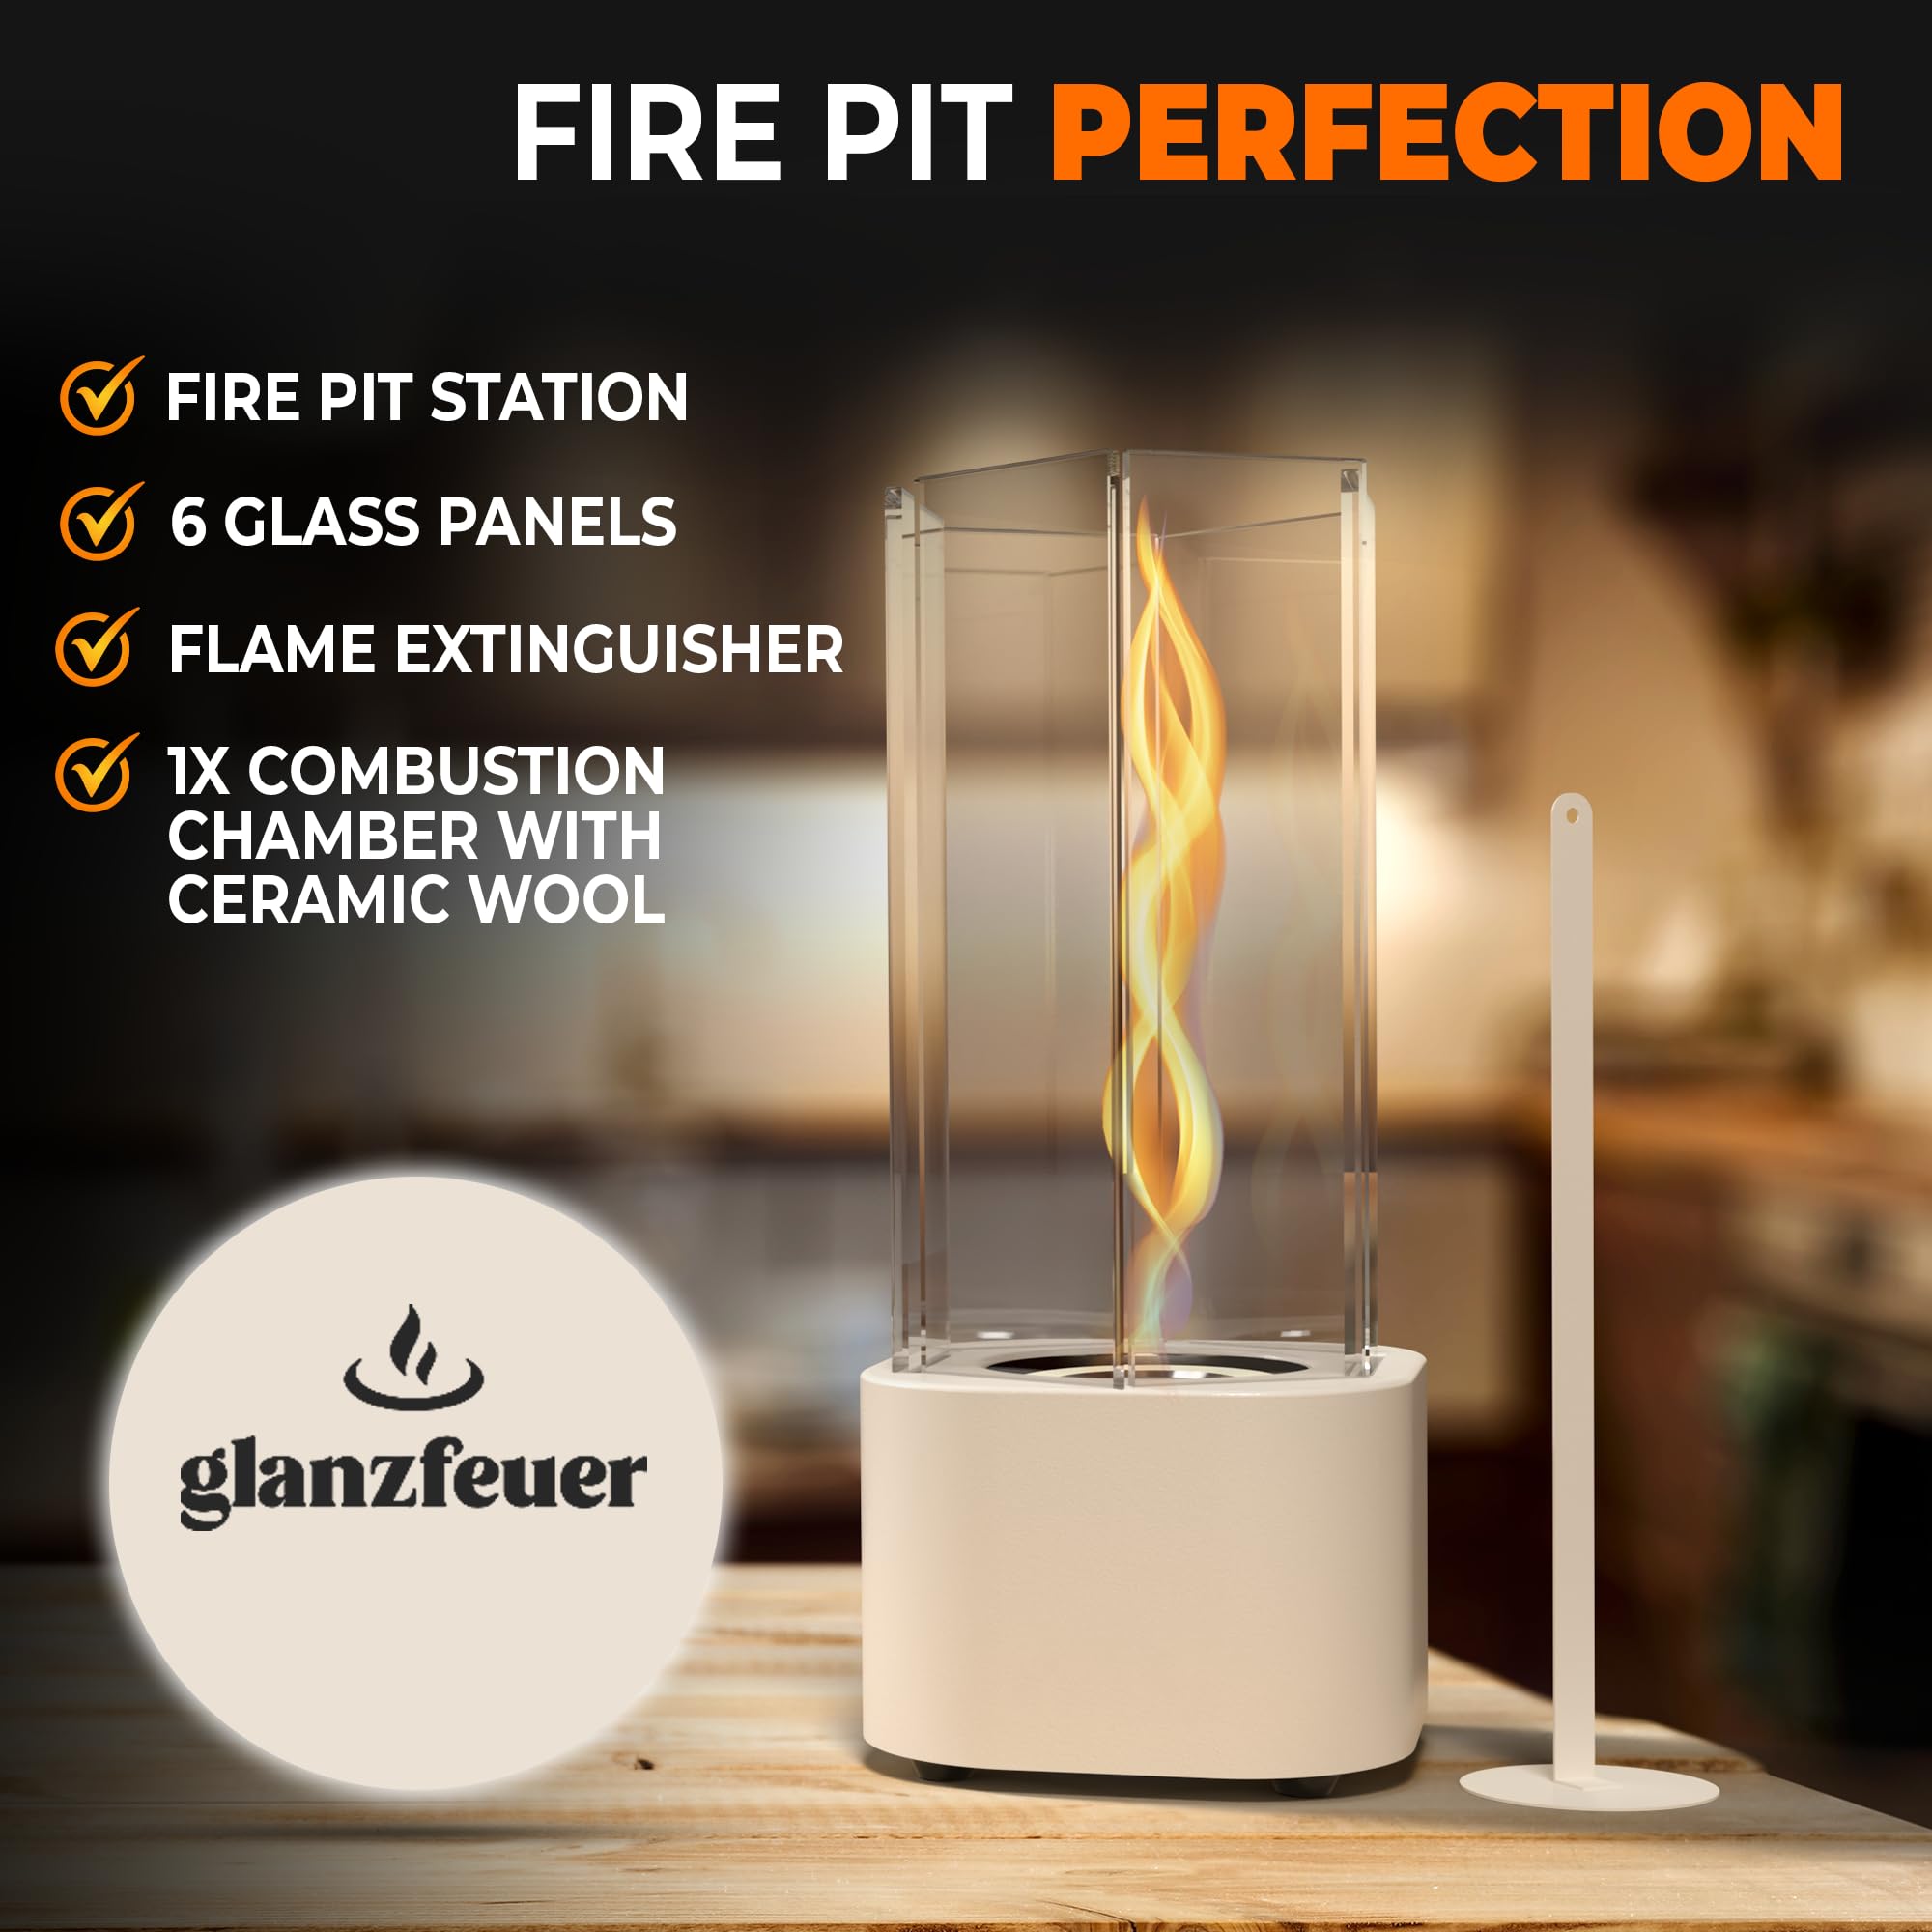 FIRE PIT PERFECTION
FIRE PIT STATION
6 GLASS PANELS
FLAME EXTINGUISHER
1X COMBUSTION
CHAMBER WITH
CERAMIC WOOL
glanzfeuer